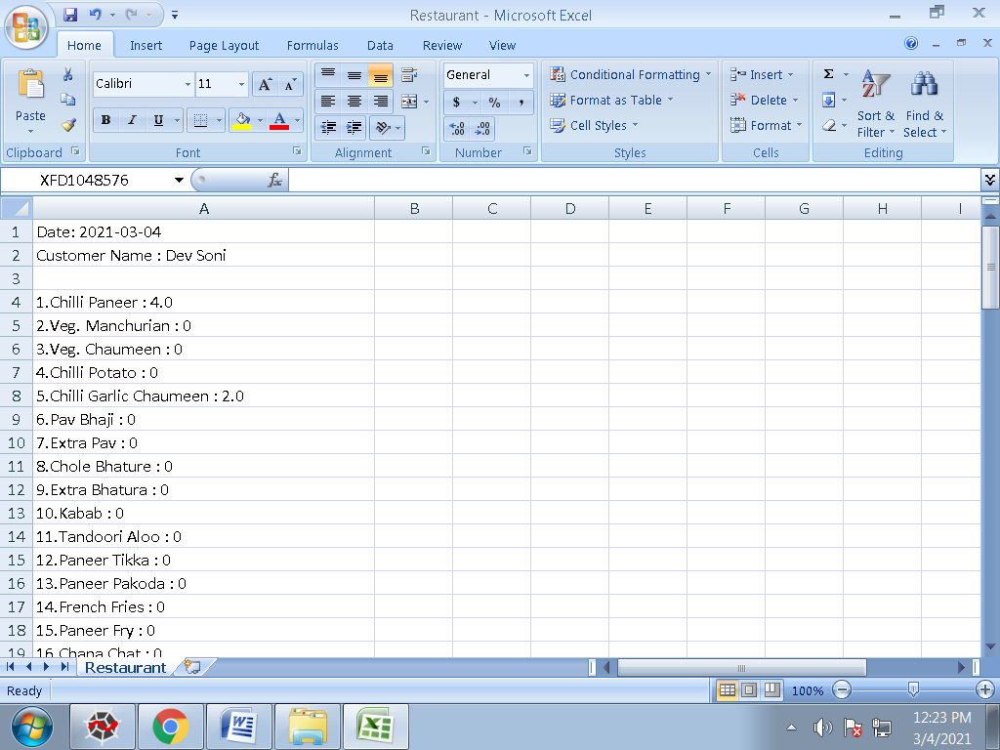 Restaurant - Microsoft Excel
Home Insert Page Layout Formulas Data Review View
Paste
Clipboard
Calibri 11 A A
B I U A
Font
Alignment
General
$ % ,
.0 .00 .00 .0
Number
Conditional Formatting
Format as Table
Cell Styles
Styles
Insert
Delete
Format
Cells
Σ
Sort & Filter
Find & Select
Editing
XFD1048576 fx
A B C D E F G H I
1 Date: 2021-03-04
2 Customer Name : Dev Soni
3
4 1.Chilli Paneer : 4.0
5 2.Veg. Manchurian : 0
6 3.Veg. Chaumeen : 0
7 4.Chilli Potato : 0
8 5.Chilli Garlic Chaumeen : 2.0
9 6.Pav Bhaji : 0
10 7.Extra Pav : 0
11 8.Chole Bhature : 0
12 9.Extra Bhatura : 0
13 10.Kabab : 0
14 11.Tandoori Aloo : 0
15 12.Paneer Tikka : 0
16 13.Paneer Pakoda : 0
17 14.French Fries : 0
18 15.Paneer Fry : 0
19 16.Chana Chat : 0
Restaurant
Ready 100%
12:23 PM
3/4/2021